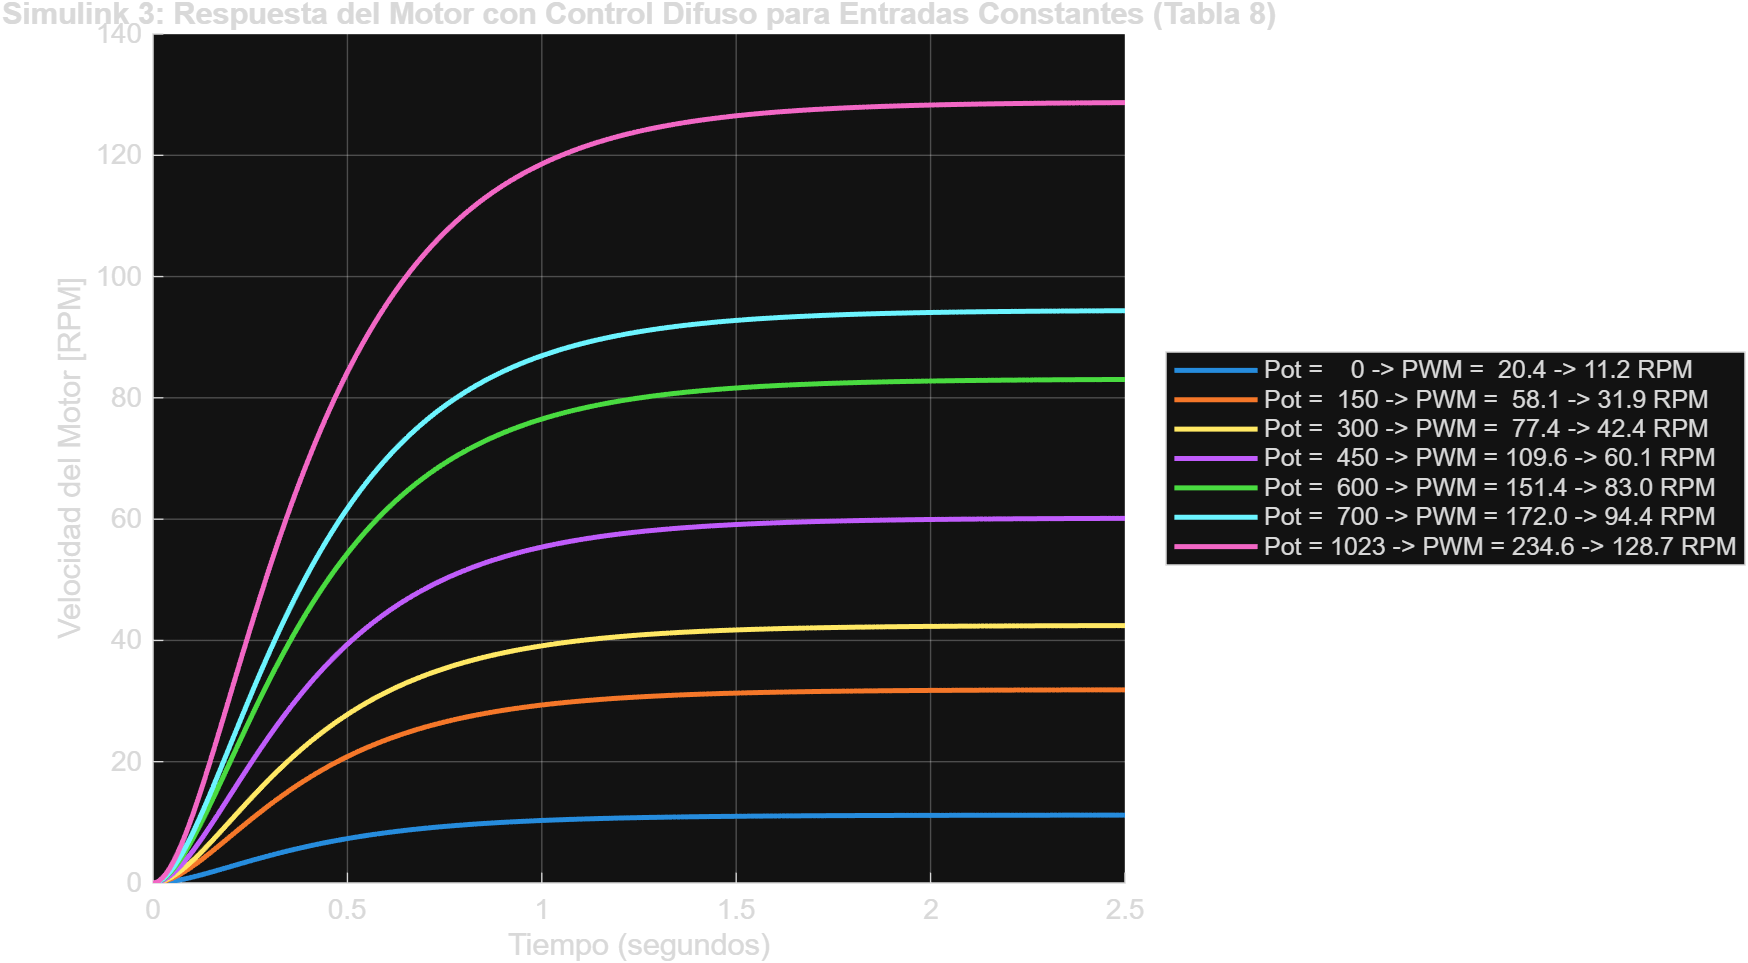 Simulink 3: Respuesta del Motor con Control Difuso para Entradas Constantes (Tabla 8)
140
120
100
80
60
40
20
0
Velocidad del Motor [RPM]
0 0.5 1 1.5 2 2.5
Tiempo (segundos)
Pot =    0 -> PWM =  20.4 -> 11.2 RPM
Pot =  150 -> PWM =  58.1 -> 31.9 RPM
Pot =  300 -> PWM =  77.4 -> 42.4 RPM
Pot =  450 -> PWM = 109.6 -> 60.1 RPM
Pot =  600 -> PWM = 151.4 -> 83.0 RPM
Pot =  700 -> PWM = 172.0 -> 94.4 RPM
Pot = 1023 -> PWM = 234.6 -> 128.7 RPM